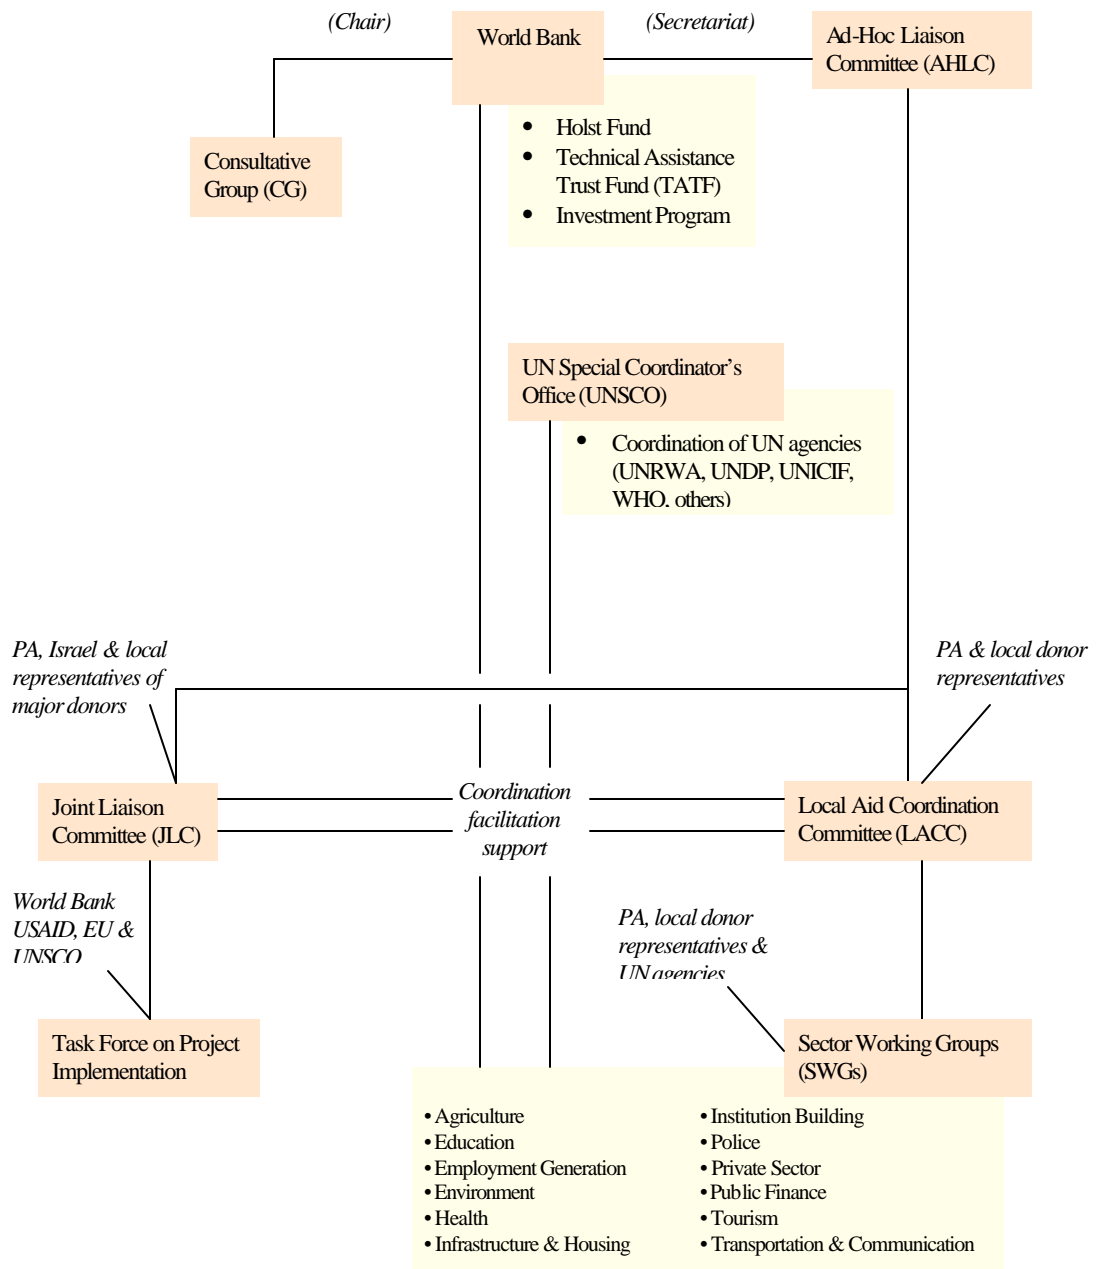 (Chair)
World Bank
(Secretariat)
Ad-Hoc Liaison
Committee (AHLC)
Consultative
Group (CG)
• Holst Fund
• Technical Assistance
Trust Fund (TATF)
• Investment Program
UN Special Coordinator's
Office (UNSCO)
• Coordination of UN agencies
(UNRWA, UNDP, UNICIF,
WHO, others)
PA, Israel & local
representatives of
major donors
PA & local donor
representatives
Joint Liaison
Committee (JLC)
Coordination
facilitation
support
Local Aid Coordination
Committee (LACC)
World Bank
USAID, EU &
UNSCO
PA, local donor
representatives &
UN agencies
Task Force on Project
Implementation
Sector Working Groups
(SWGs)
• Agriculture
• Education
• Employment Generation
• Environment
• Health
• Infrastructure & Housing
• Institution Building
• Police
• Private Sector
• Public Finance
• Tourism
• Transportation & Communication